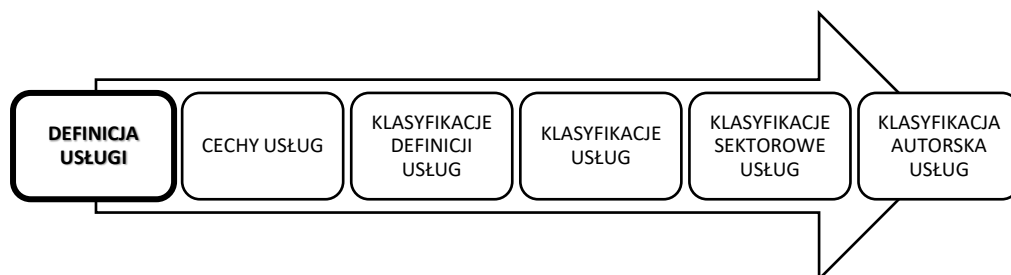 DEFINICJA
USŁUGI
CECHY USŁUG
KLASYFIKACJE
DEFINICJI
USŁUG
KLASYFIKACJE
USŁUG
KLASYFIKACJE
SEKTOROWE
USŁUG
KLASYFIKACJA
AUTORSKA
USŁUG